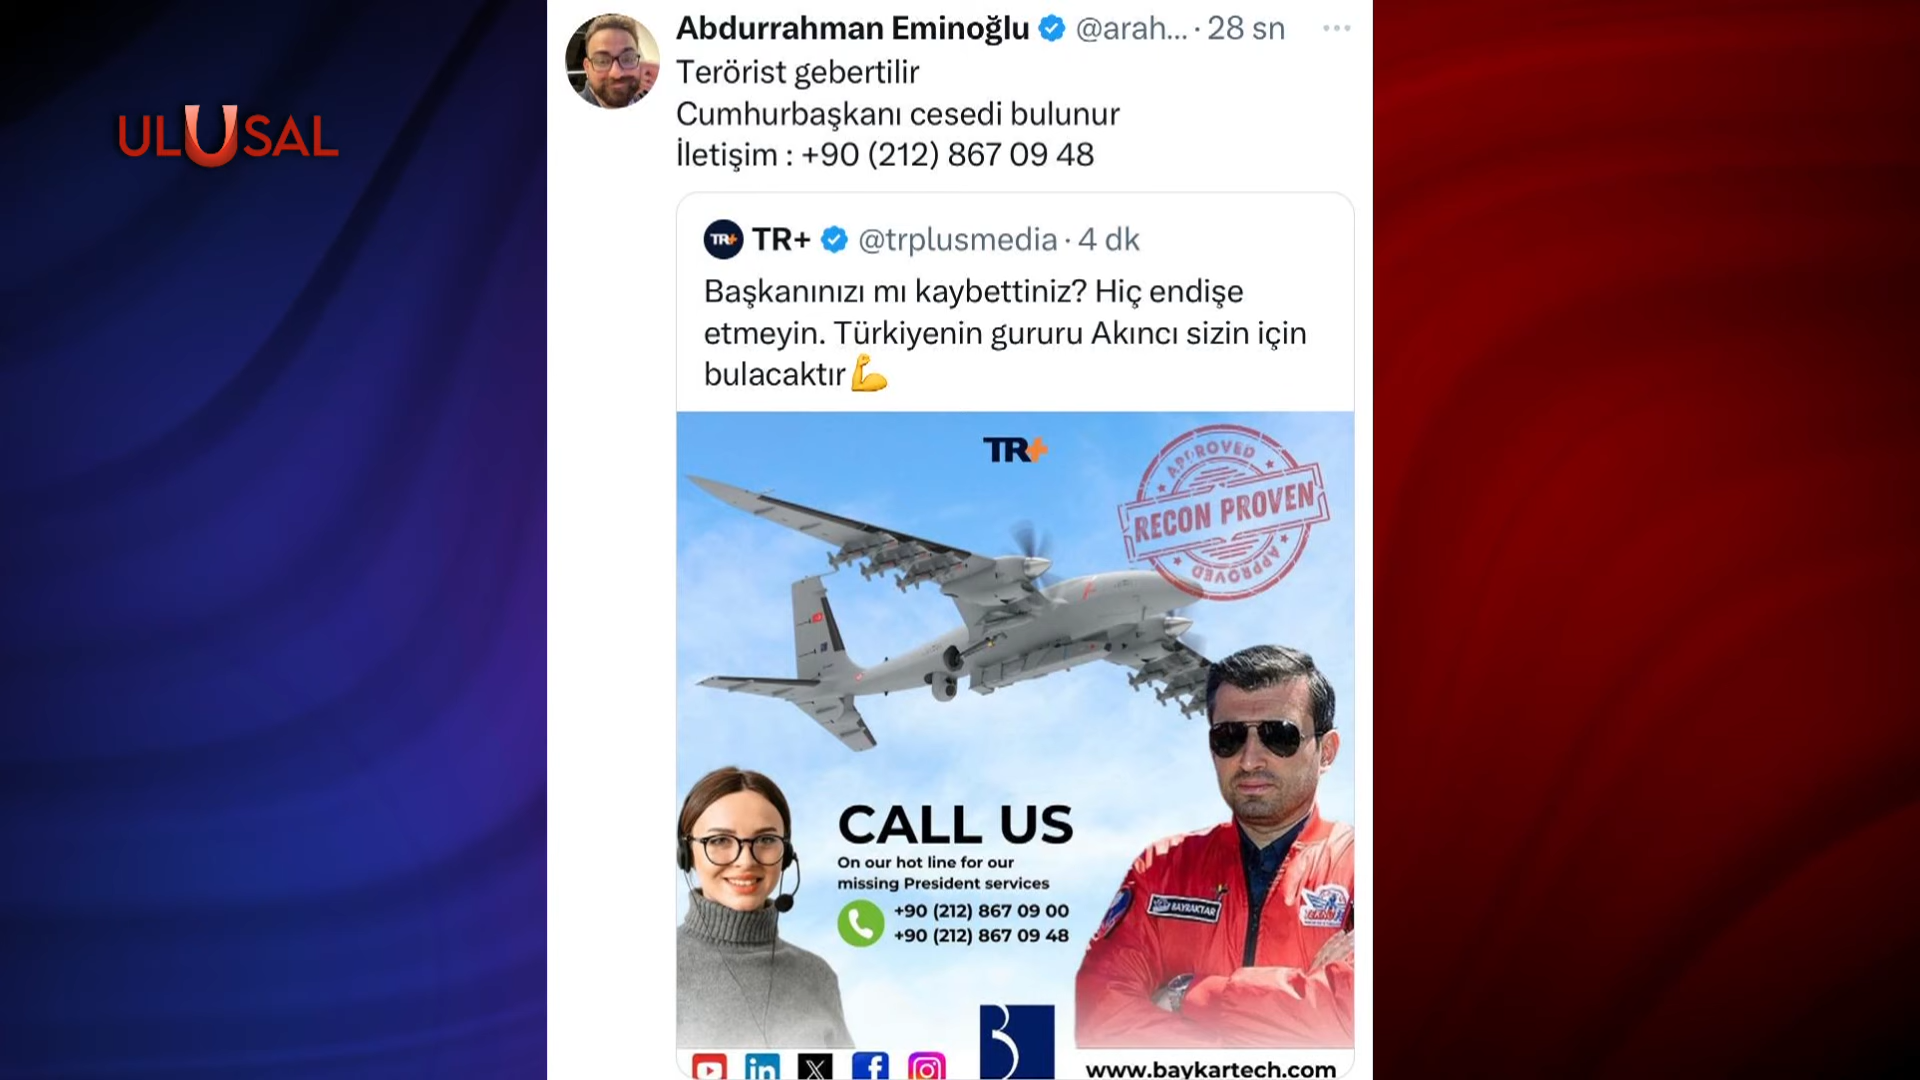 ULUSAL
Abdurrahman Eminoğlu @arah... · 28 sn
Terörist gebertilir
Cumhurbaşkanı cesedi bulunur
İletişim : +90 (212) 867 09 48
TR+ TR+ @trplusmedia · 4 dk
Başkanınızı mı kaybettiniz? Hiç endişe
etmeyin. Türkiyenin gururu Akıncı sizin için
bulacaktır
TR+
APPROVED
RECON PROVEN
APPROVED
CALL US
On our hot line for our
missing President services
+90 (212) 867 09 00
+90 (212) 867 09 48
BAYRAKTAR
www.baykartech.com